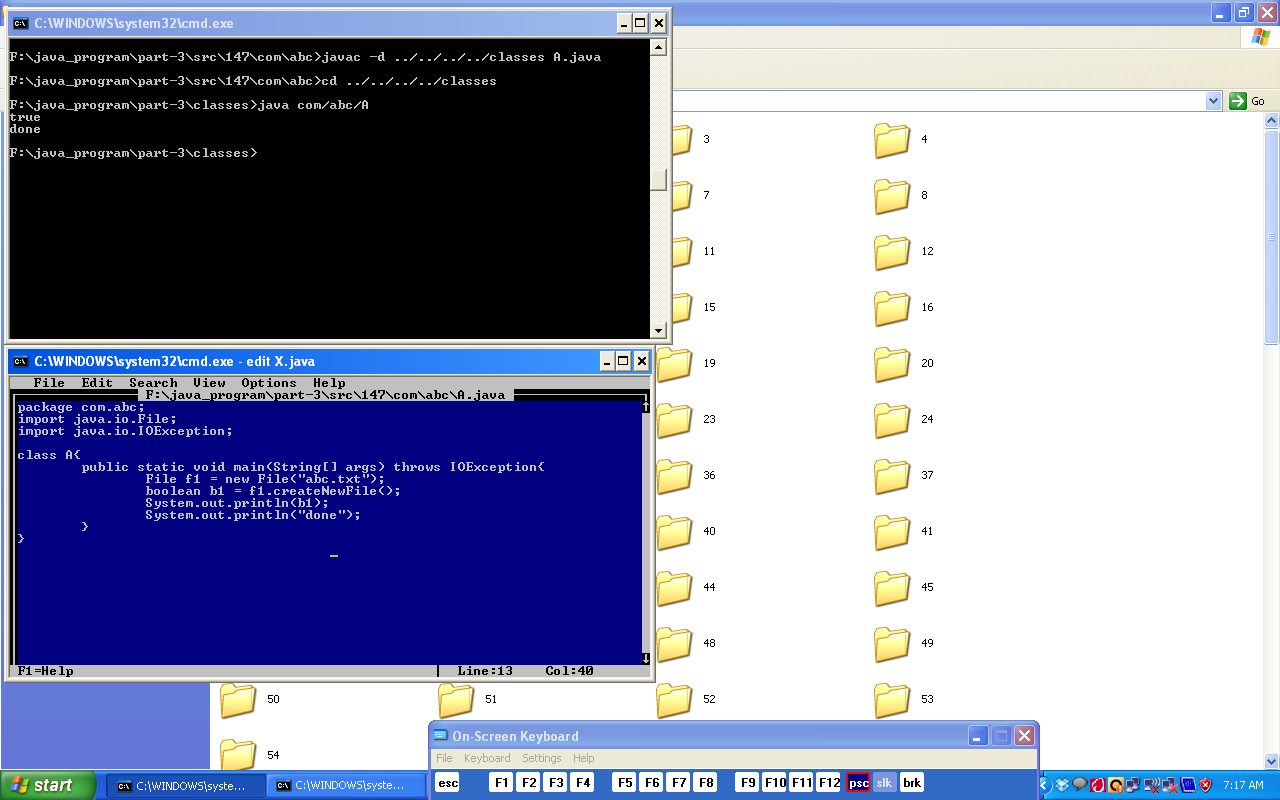 C:\WINDOWS\system32\cmd.exe
F:\java_program\part-3\src\147\com\abc>javac -d ../../../../classes A.java
F:\java_program\part-3\src\147\com\abc>cd ../../../../classes
F:\java_program\part-3\classes>java com/abc/A
true
done
F:\java_program\part-3\classes>
Go
3 4
7 8
11 12
15 16
19 20
23 24
36 37
40 41
44 45
48 49
50 51 52 53
54
C:\WINDOWS\system32\cmd.exe - edit X.java
File Edit Search View Options Help
F:\java_program\part-3\src\147\com\abc\A.java
package com.abc;
import java.io.File;
import java.io.IOException;
class A{
public static void main(String[] args) throws IOException{
File f1 = new File("abc.txt");
boolean b1 = f1.createNewFile();
System.out.println(b1);
System.out.println("done");
}
}
F1=Help Line:13 Col:40
On-Screen Keyboard
File Keyboard Settings Help
esc F1 F2 F3 F4 F5 F6 F7 F8 F9 F10 F11 F12 psc slk brk
start C:\WINDOWS\syste... C:\WINDOWS\syste... 7:17 AM